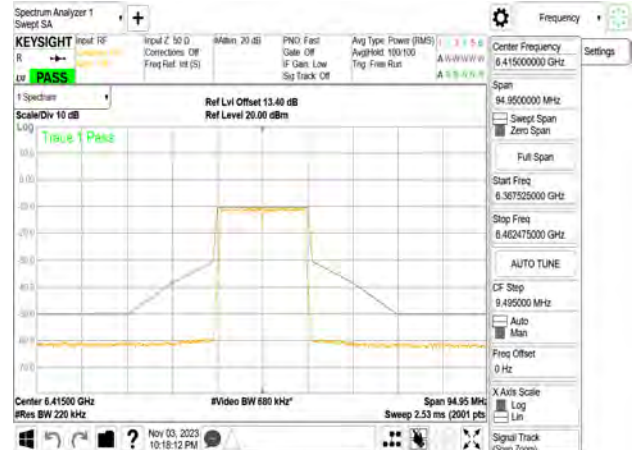 Spectrum Analyzer 1
Swept SA
Frequency
KEYSIGHT
R
LV PASS
Input: RF
Input Z: 50 Ω
Corrections: Off
Freq Ref: Int (S)
#Atten: 20 dB
PNO: Fast
Gate: Off
IF Gain: Low
Sig Track: Off
Avg Type: Power (RMS)
Avg|Hold: 100/100
Trig: Free Run
1 Spectrum
Scale/Div 10 dB
Log
Ref Lvl Offset 13.40 dB
Ref Level 20.00 dBm
Trace 1 Pass
Center 6.41500 GHz
#Res BW 220 kHz
#Video BW 680 kHz*
Span 94.95 MHz
Sweep 2.53 ms (2001 pts
Nov 03, 2023
10:18:12 PM
Center Frequency
6.415000000 GHz
Settings
Span
94.9500000 MHz
Swept Span
Zero Span
Full Span
Start Freq
6.367525000 GHz
Stop Freq
6.462475000 GHz
AUTO TUNE
CF Step
9.495000 MHz
Auto
Man
Freq Offset
0 Hz
X Axis Scale
Log
Lin
Signal Track
(Span Zoom)